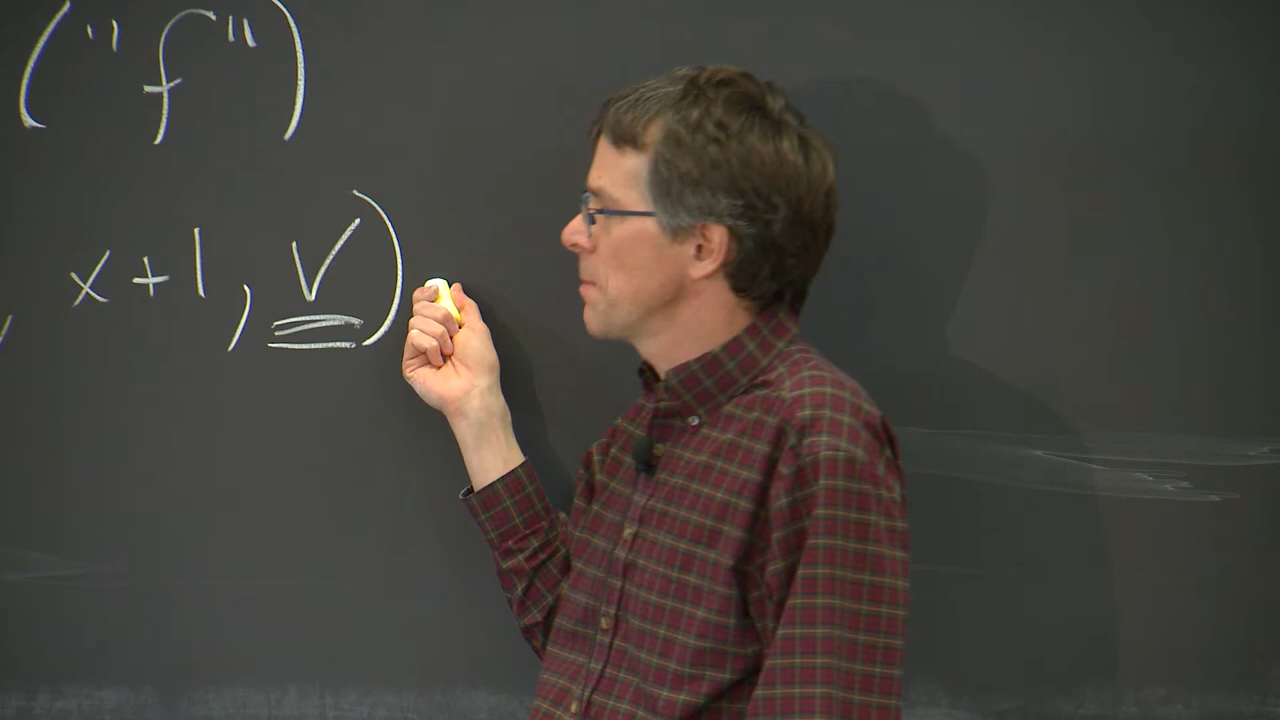 ("f")
, x+1, V)